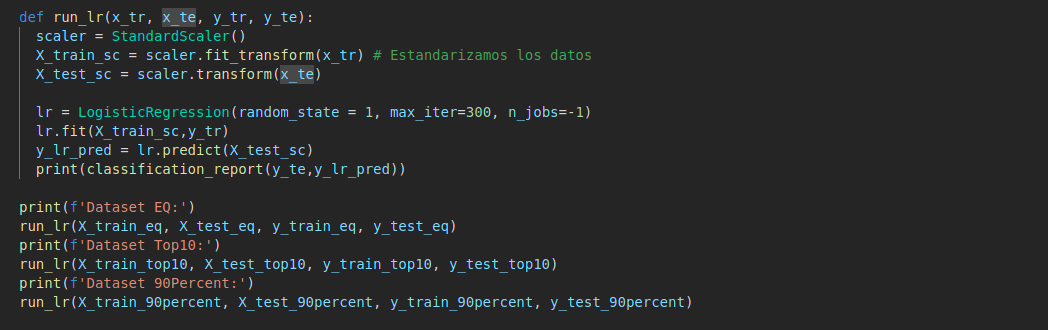 def run_lr(x_tr, x_te, y_tr, y_te):
  scaler = StandardScaler()
  X_train_sc = scaler.fit_transform(x_tr) # Estandarizamos los datos
  X_test_sc = scaler.transform(x_te)

  lr = LogisticRegression(random_state = 1, max_iter=300, n_jobs=-1)
  lr.fit(X_train_sc,y_tr)
  y_lr_pred = lr.predict(X_test_sc)
  print(classification_report(y_te,y_lr_pred))

print(f'Dataset EQ:')
run_lr(X_train_eq, X_test_eq, y_train_eq, y_test_eq)
print(f'Dataset Top10:')
run_lr(X_train_top10, X_test_top10, y_train_top10, y_test_top10)
print(f'Dataset 90Percent:')
run_lr(X_train_90percent, X_test_90percent, y_train_90percent, y_test_90percent)